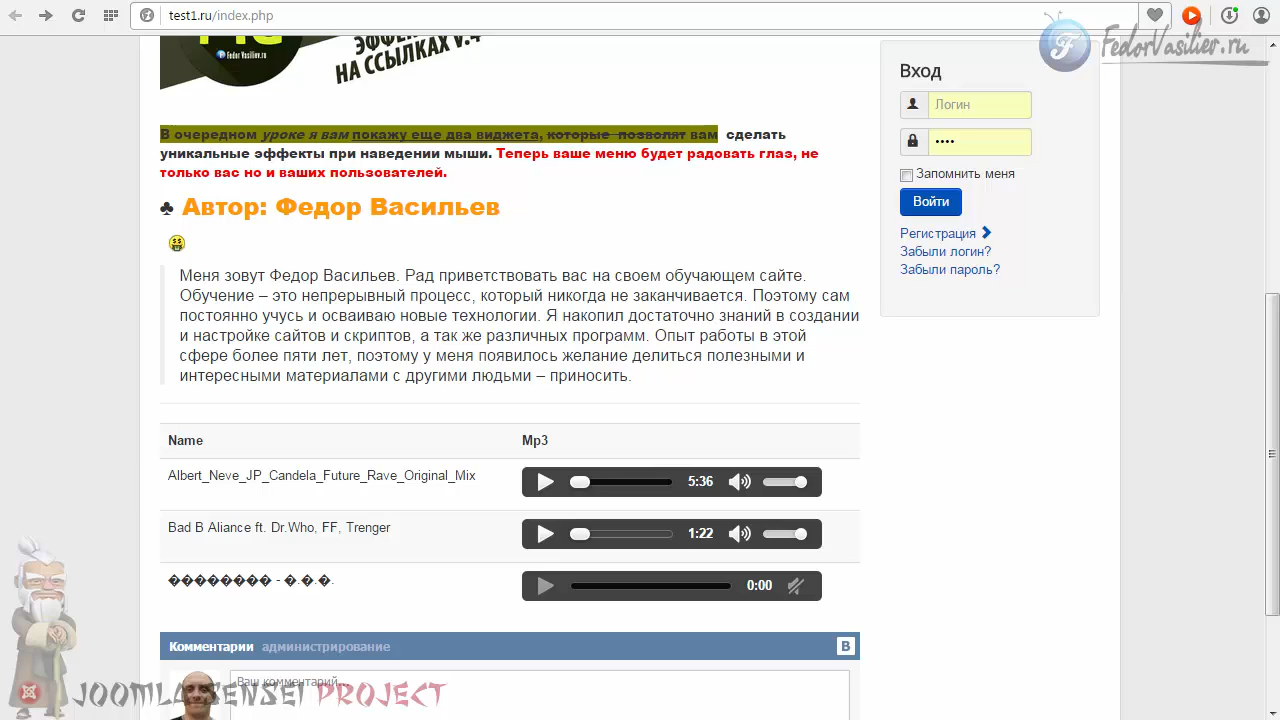 test1.ru/index.php
Fedor Vasiliev.ru
НА ССЫЛКАХ V.4
FedorVasiliev.ru
Вход
Логин
••••
Запомнить меня
Войти
Регистрация
Забыли логин?
Забыли пароль?
В очередном уроке я вам покажу еще два виджета, которые позволят вам сделать
уникальные эффекты при наведении мыши. Теперь ваше меню будет радовать глаз, не
только вас но и ваших пользователей.
♣ Автор: Федор Васильев
Меня зовут Федор Васильев. Рад приветствовать вас на своем обучающем сайте.
Обучение – это непрерывный процесс, который никогда не заканчивается. Поэтому сам
постоянно учусь и осваиваю новые технологии. Я накопил достаточно знаний в создании
и настройке сайтов и скриптов, а так же различных програм. Опыт работы в этой
сфере более пяти лет, поэтому у меня появилось желание делиться полезными и
интересными материалами с другими людьми – приносить.
Name Mp3
Albert_Neve_JP_Candela_Future_Rave_Original_Mix 5:36
Bad B Aliance ft. Dr.Who, FF, Trenger 1:22
�������� - �.�.�. 0:00
Комментарии администрирование B
Ваш комментарий...
JOOMLA SENSEI PROJECT